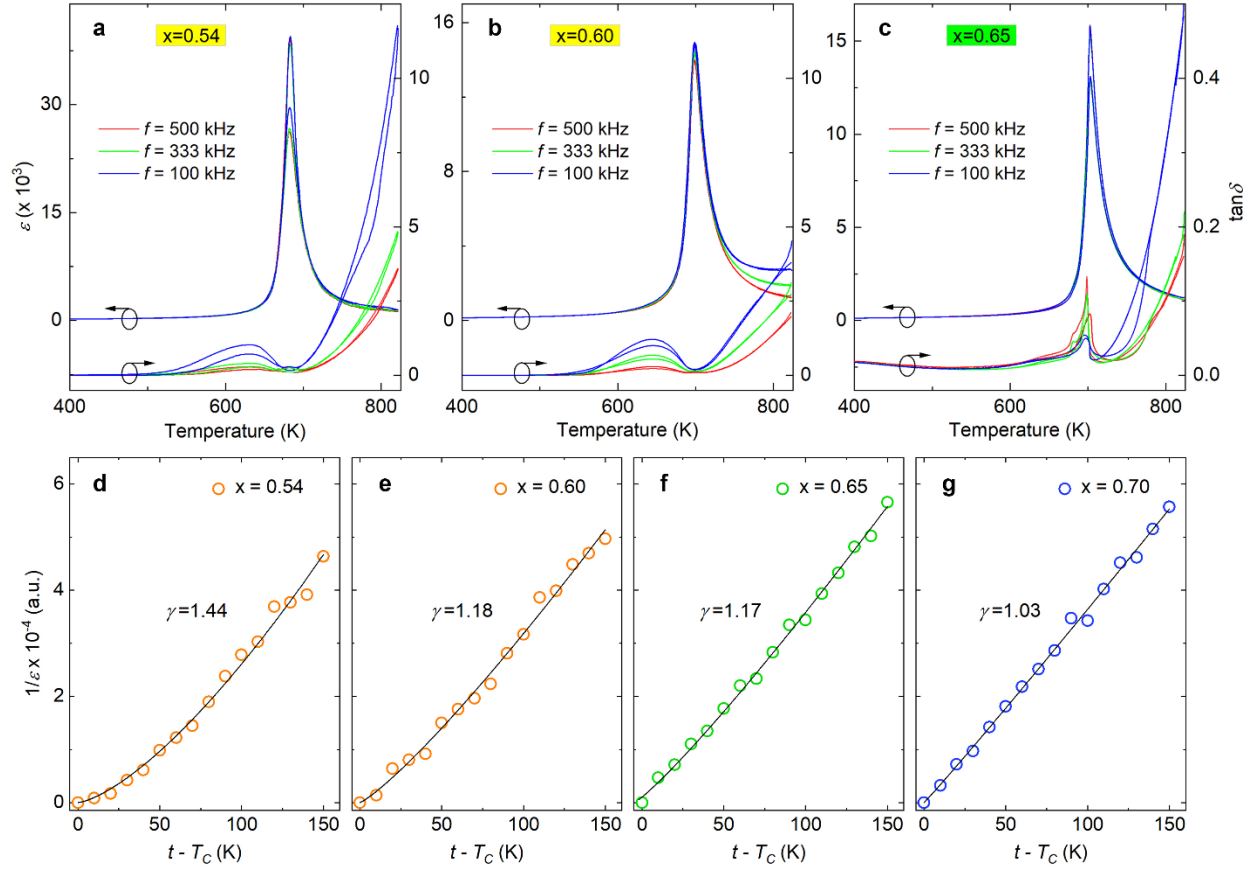 a
x=0.54
f = 500 kHz
f = 333 kHz
f = 100 kHz
ε (x 10³)
30
15
0
10
5
0
400
600
800
Temperature (K)
b
x=0.60
f = 500 kHz
f = 333 kHz
f = 100 kHz
16
8
0
10
5
0
400
600
800
Temperature (K)
c
x=0.65
f = 500 kHz
f = 333 kHz
f = 100 kHz
15
10
5
0
0.4
0.2
0.0
tanδ
400
600
800
Temperature (K)
d
x = 0.54
γ=1.44
1/ε x 10⁻⁴ (a.u.)
6
4
2
0
0
50
100
150
t - T_C (K)
e
x = 0.60
γ=1.18
0
50
100
150
t - T_C (K)
f
x = 0.65
γ=1.17
0
50
100
150
t - T_C (K)
g
x = 0.70
γ=1.03
0
50
100
150
t - T_C (K)